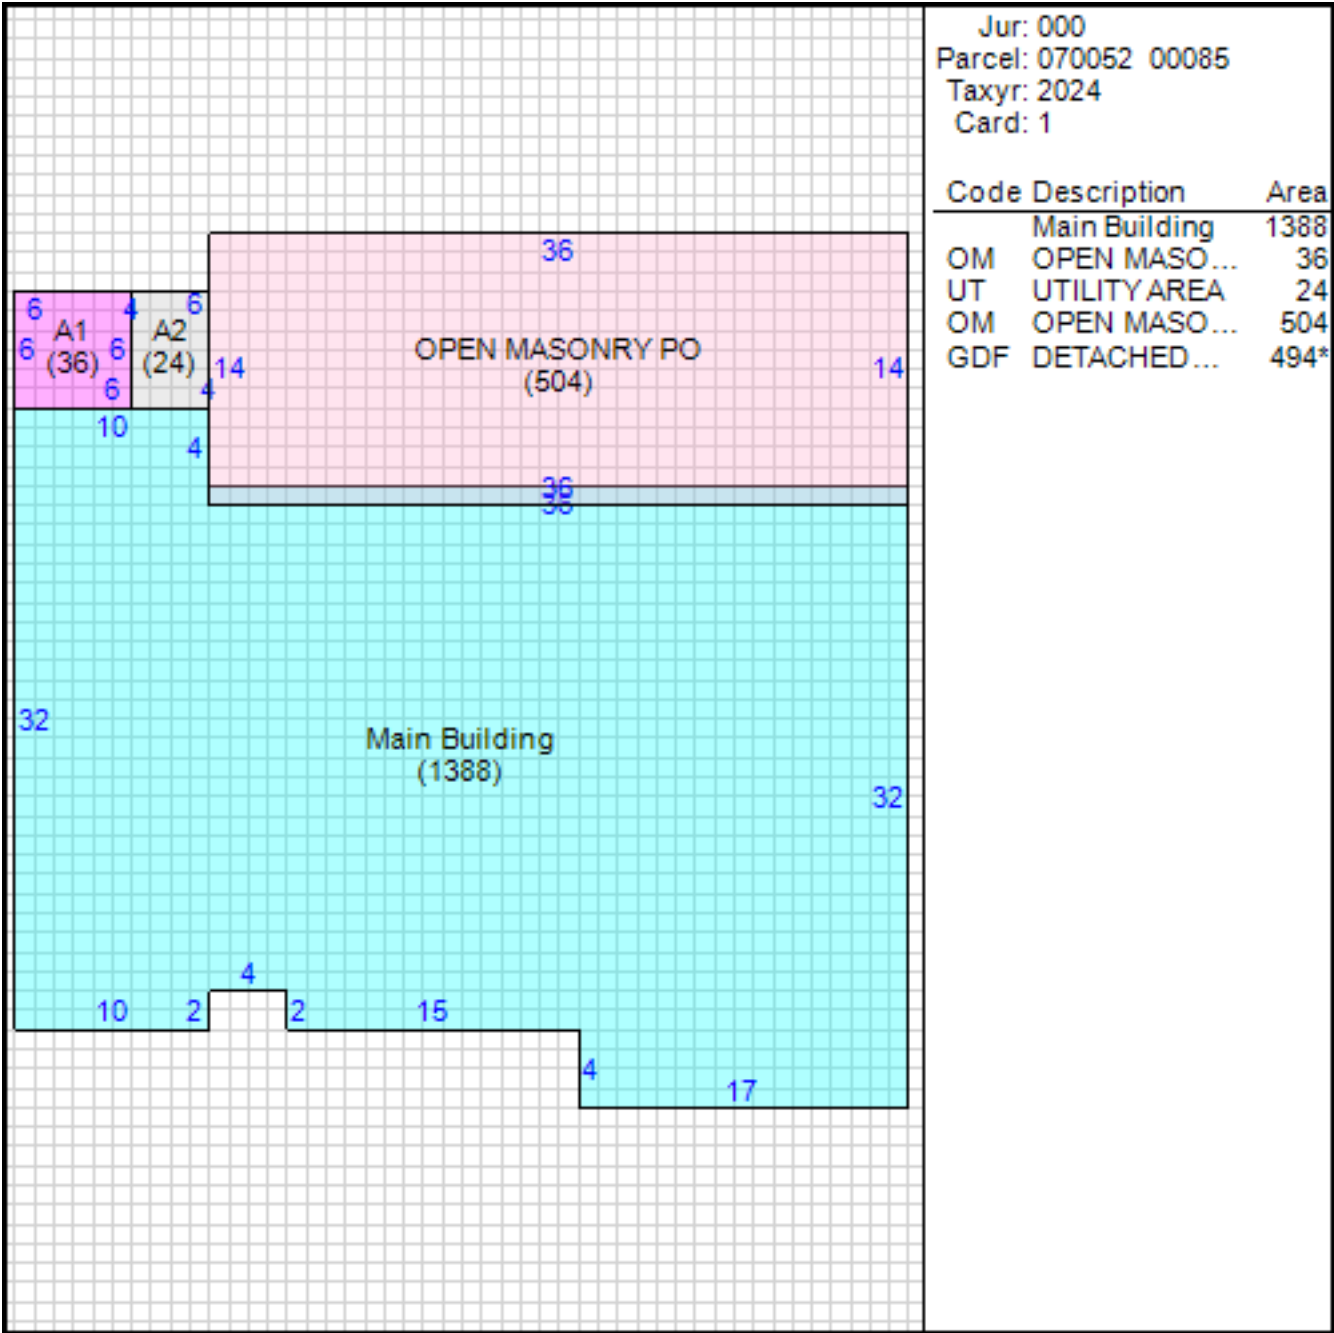 Jur: 000
Parcel: 070052 00085
Taxyr: 2024
Card: 1
Code Description Area
Main Building 1388
OM OPEN MASO... 36
UT UTILITY AREA 24
OM OPEN MASO... 504
GDF DETACHED... 494*
36
6 4 6
A1 A2
6 (36) 6 (24)
OPEN MASONRY PO
(504)
14 14
6 4
10
4
36
36
32
Main Building
(1388)
32
4
10 2 2 15
4
17